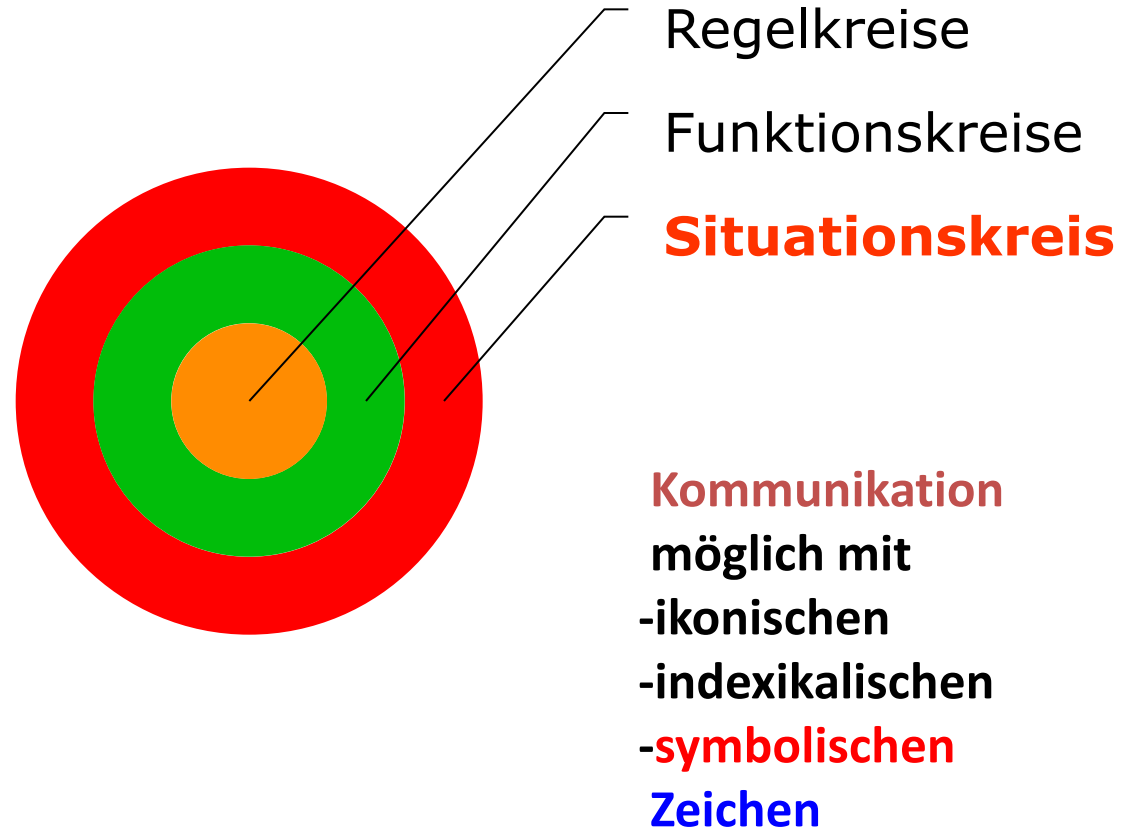 Regelkreise
Funktionskreise
Situationskreis
Kommunikation
möglich mit
-ikonischen
-indexikalischen
-symbolischen
Zeichen